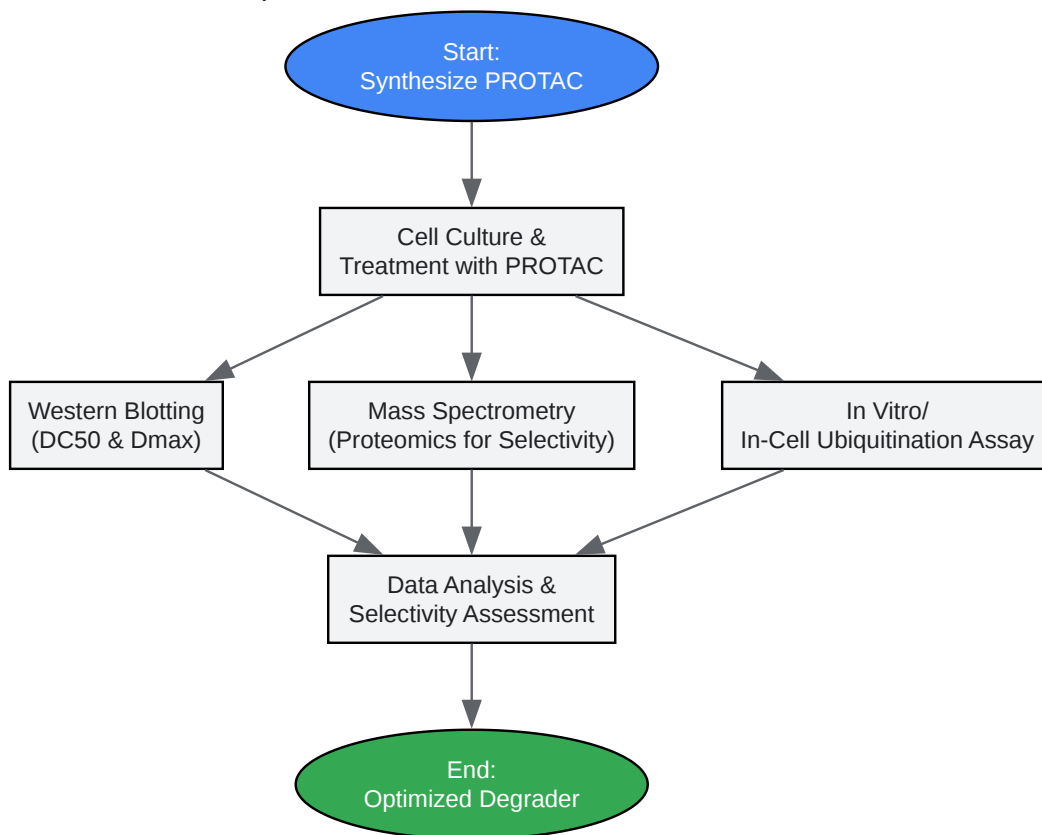 Start:
Synthesize PROTAC
Cell Culture &
Treatment with PROTAC
Western Blotting
(DC50 & Dmax)
Mass Spectrometry
(Proteomics for Selectivity)
In Vitro/
In-Cell Ubiquitination Assay
Data Analysis &
Selectivity Assessment
End:
Optimized Degrader